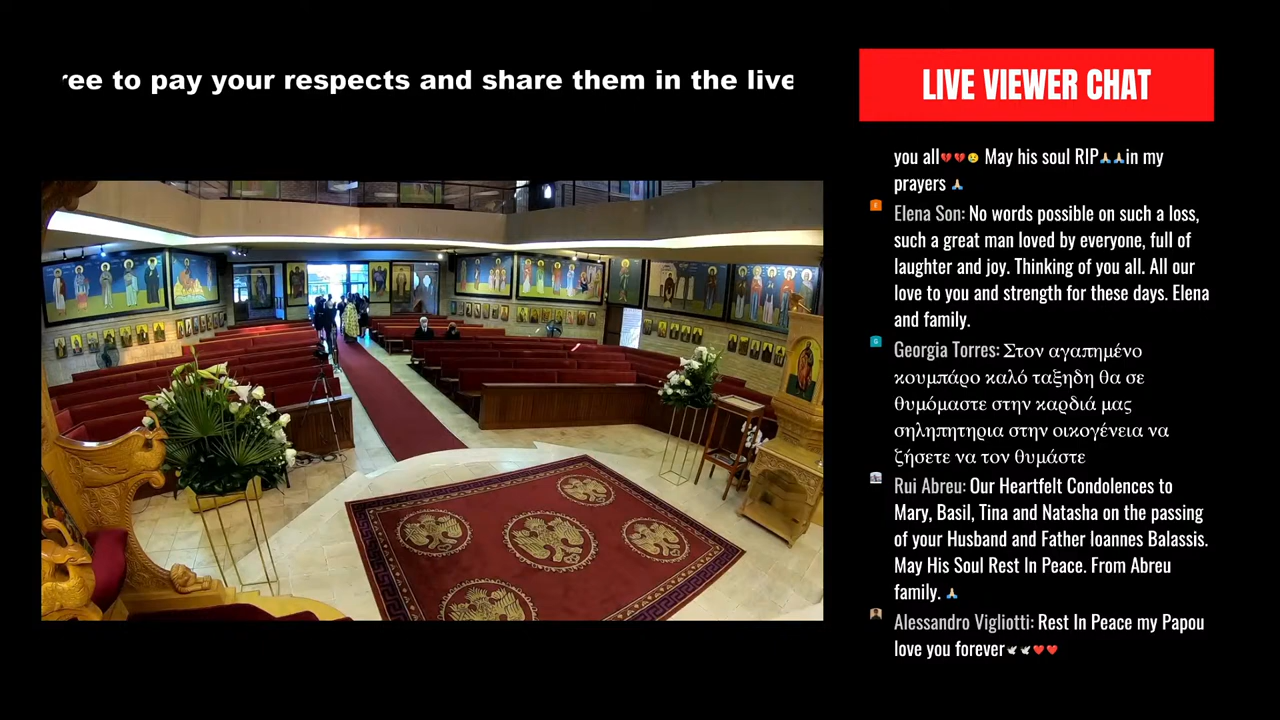 ree to pay your respects and share them in the live
LIVE VIEWER CHAT
you all💔💔😢 May his soul RIP🙏🙏in my
prayers 🙏
Elena Son: No words possible on such a loss,
such a great man loved by everyone, full of
laughter and joy. Thinking of you all. All our
love to you and strength for these days. Elena
and family.
Georgia Torres: Στον αγαπημένο
κουμπάρο καλό ταξηδη θα σε
θυμόμαστε στην καρδιά μας
σηληπητηρια στην οικογένεια να
ζήσετε να τον θυμάστε
Rui Abreu: Our Heartfelt Condolences to
Mary, Basil, Tina and Natasha on the passing
of your Husband and Father Ioannes Balassis.
May His Soul Rest In Peace. From Abreu
family. 🙏
Alessandro Vigliotti: Rest In Peace my Papou
love you forever🕊🕊❤️❤️